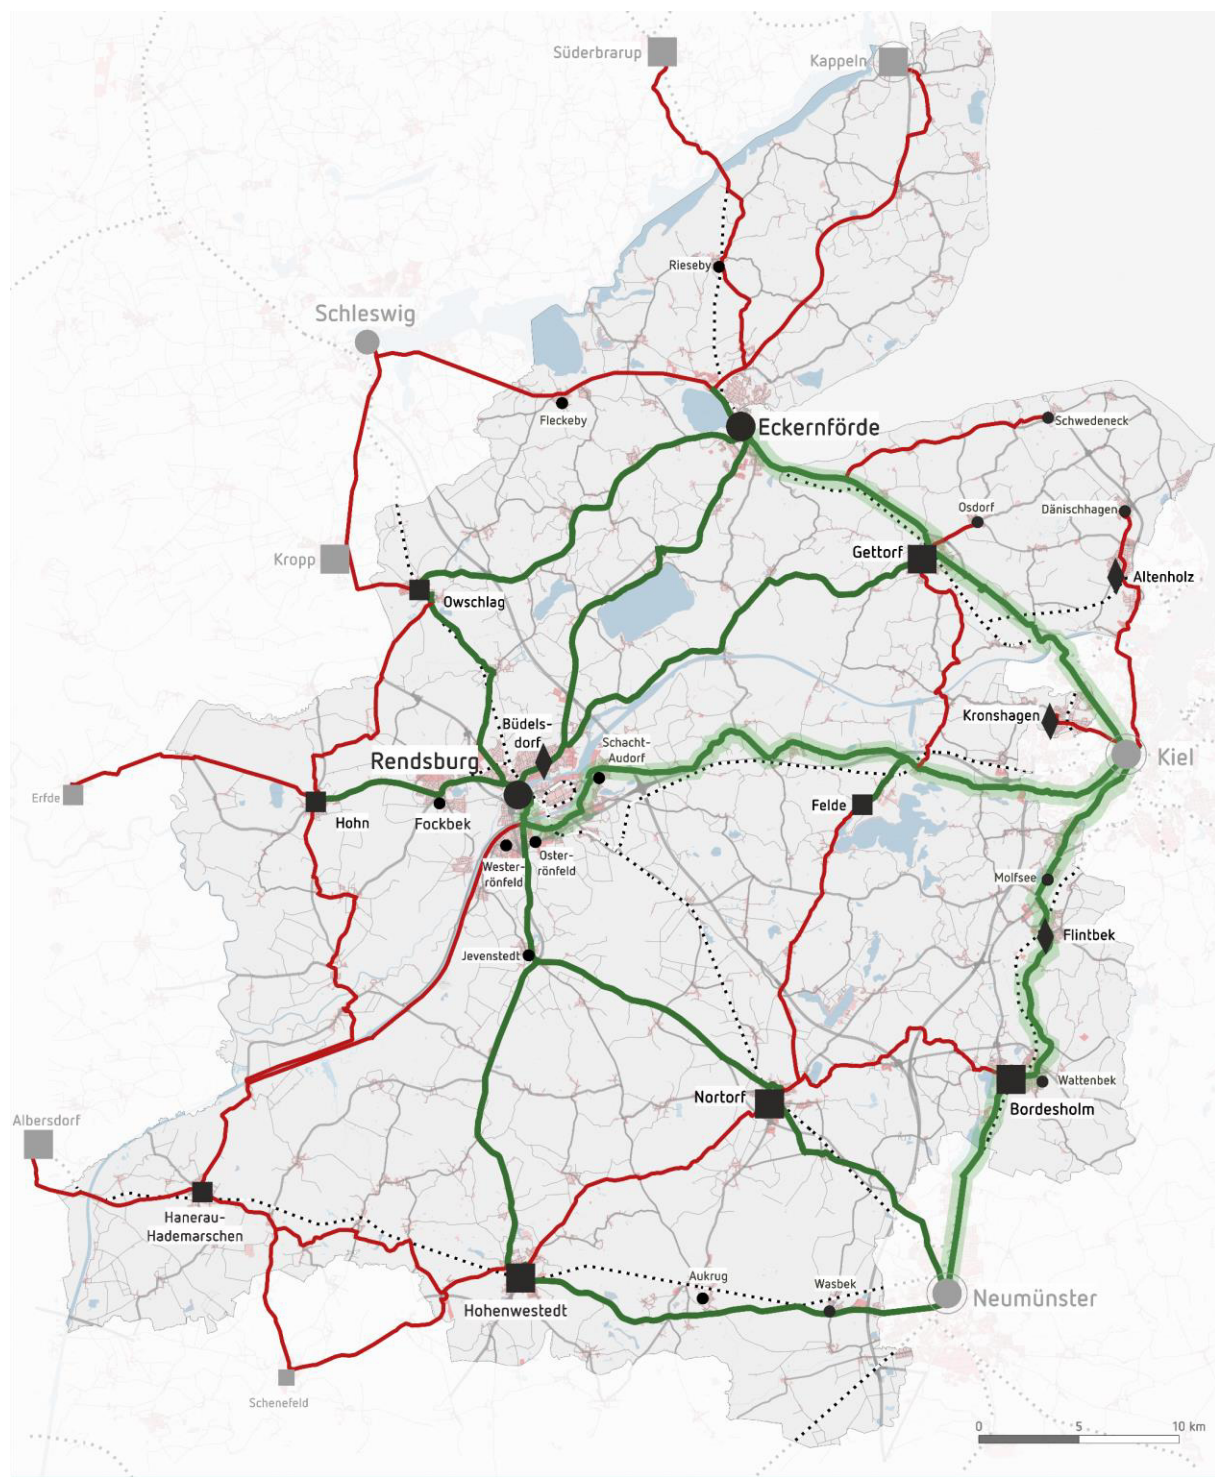 Süderbrarup
Kappeln
Rieseby
Schleswig
Fleckeby
Eckernförde
Schwedeneck
Osdorf
Dänischhagen
Kropp
Gettorf
Altenholz
Owschlag
Büdels-
dorf
Kronshagen
Schacht-
Audorf
Rendsburg
Kiel
Erfde
Hohn
Fockbek
Felde
Wester-
rönfeld
Oster-
rönfeld
Molfsee
Flintbek
Jevenstedt
Nortorf
Wattenbek
Bordesholm
Albersdorf
Hanerau-
Hademarschen
Aukrug
Wasbek
Hohenwestedt
Neumünster
Schenefeld
0 5 10 km